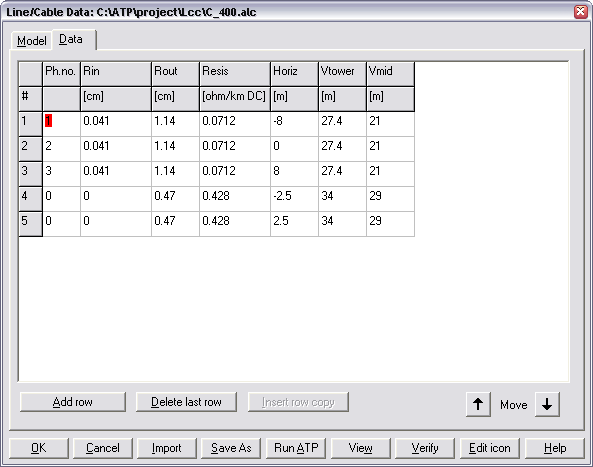 Line/Cable Data: C:\ATP\project\Lcc\C_400.alc
Model Data
Ph.no. Rin Rout Resis Horiz Vtower Vmid
# [cm] [cm] [ohm/km DC] [m] [m] [m]
1 1 0.041 1.14 0.0712 -8 27.4 21
2 2 0.041 1.14 0.0712 0 27.4 21
3 3 0.041 1.14 0.0712 8 27.4 21
4 0 0 0.47 0.428 -2.5 34 29
5 0 0 0.47 0.428 2.5 34 29
Add row Delete last row Insert row copy Move
OK Cancel Import Save As Run ATP View Verify Edit icon Help